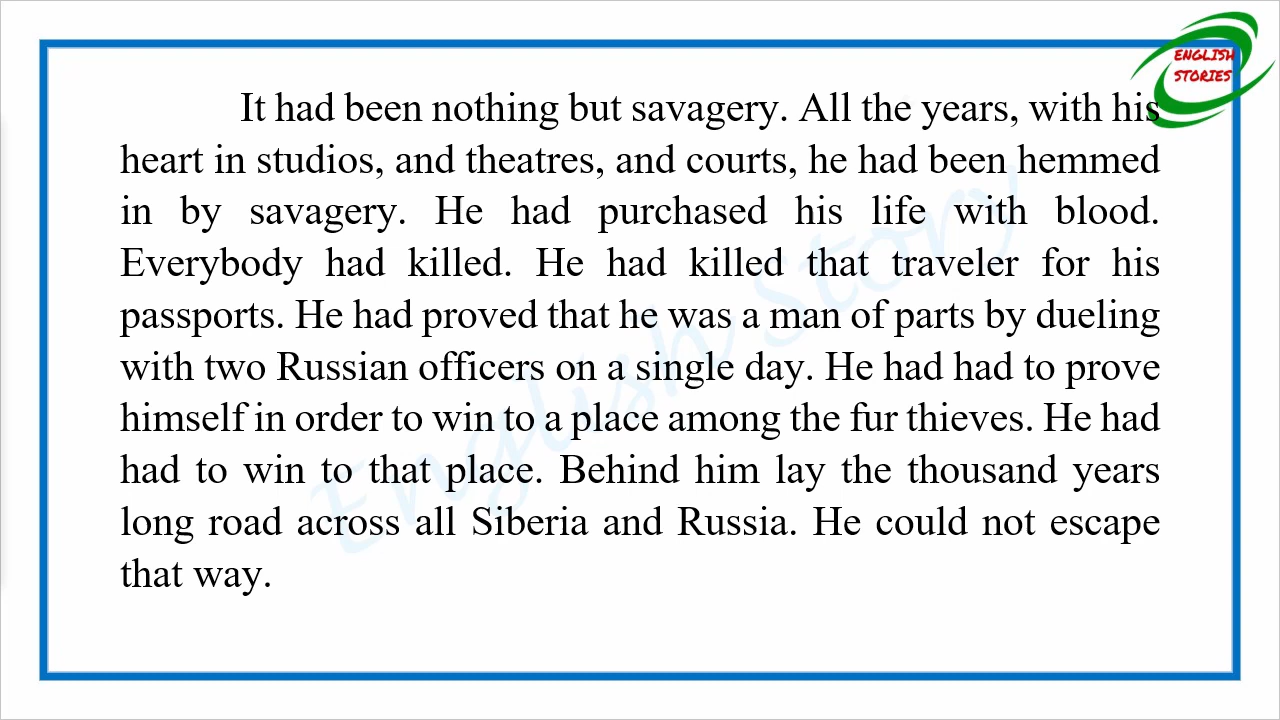 ENGLISH
STORIES
It had been nothing but savagery. All the years, with his
heart in studios, and theatres, and courts, he had been hemmed
in by savagery. He had purchased his life with blood.
Everybody had killed. He had killed that traveler for his
passports. He had proved that he was a man of parts by dueling
with two Russian officers on a single day. He had had to prove
himself in order to win to a place among the fur thieves. He had
had to win to that place. Behind him lay the thousand years
long road across all Siberia and Russia. He could not escape
that way.
English Story